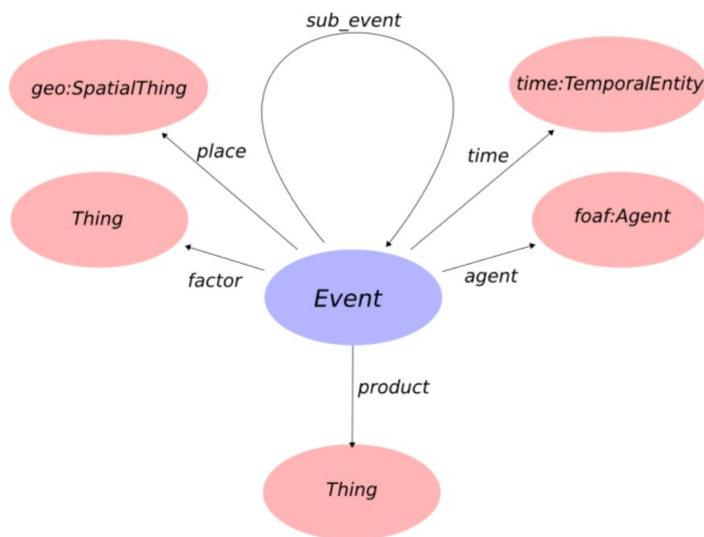 sub_event
geo:SpatialThing
time:TemporalEntity
place
time
Thing
foaf:Agent
factor
agent
Event
product
Thing